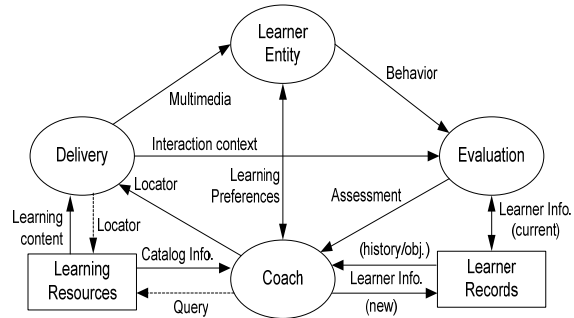 Learner
Entity
Behavior
Multimedia
Interaction context
Delivery
Evaluation
Learning
Preferences
Locator
Assessment
Learning
content
Locator
Learner Info.
(current)
Catalog Info.
(history/obj.)
Learning
Resources
Coach
Learner Info.
Learner
Records
Query
(new)